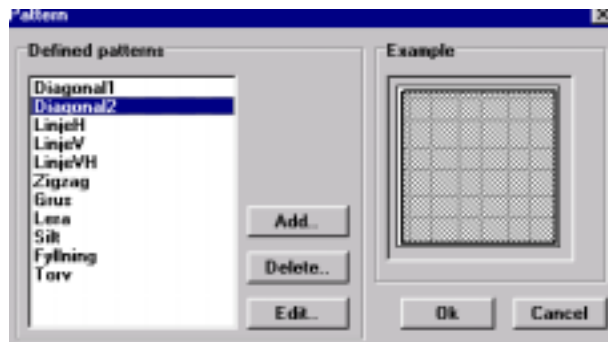 Pattern
Defined patterns
Diagonal1
Diagonal2
LinjeH
LinjeV
LinjeVH
Zigzag
Grus
Lera
Silt
Fyllning
Torv
Add..
Delete..
Edit..
Example
Ok
Cancel